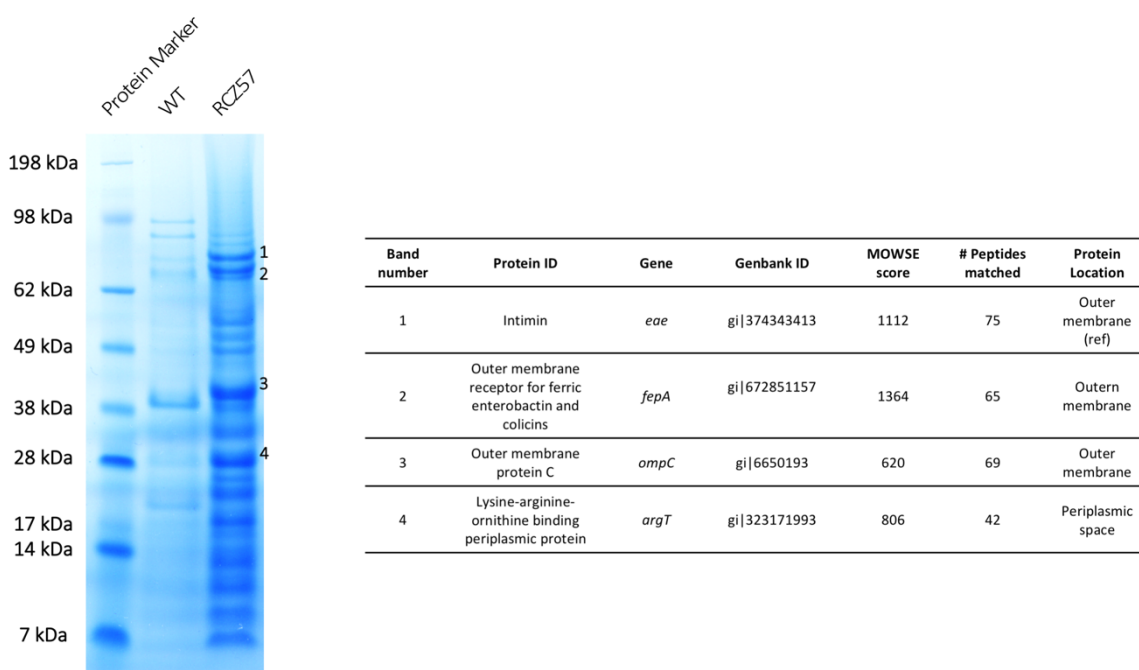 Protein Marker
WT
RCZ57
198 kDa
98 kDa
62 kDa
49 kDa
38 kDa
28 kDa
17 kDa
14 kDa
7 kDa
1
2
3
4
Band number Protein ID Gene Genbank ID MOWSE score # Peptides matched Protein Location
1 Intimin eae gi|374343413 1112 75 Outer membrane (ref)
2 Outer membrane receptor for ferric enterobactin and colicins fepA gi|672851157 1364 65 Outern membrane
3 Outer membrane protein C ompC gi|6650193 620 69 Outer membrane
4 Lysine-arginine-ornithine binding periplasmic protein argT gi|323171993 806 42 Periplasmic space